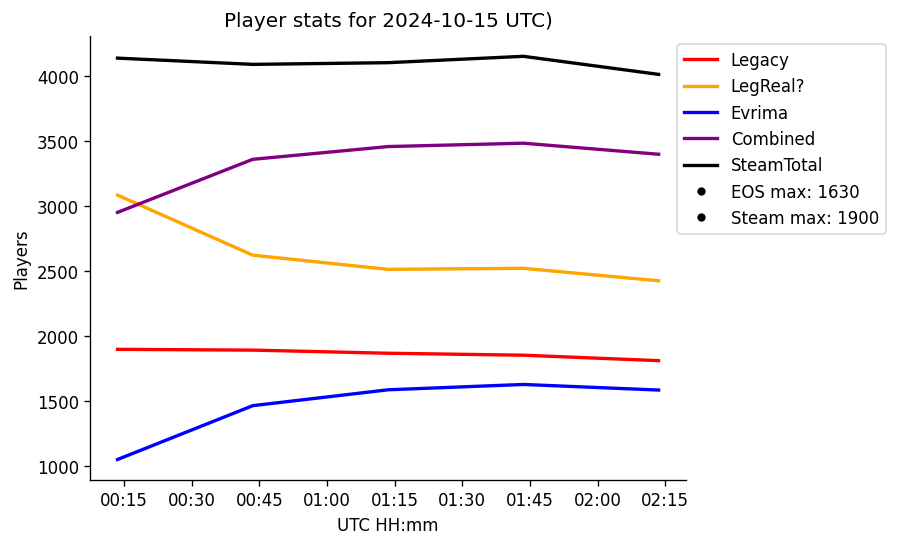 Player stats for 2024-10-15 UTC)
Players
4000
3500
3000
2500
2000
1500
1000
00:15 00:30 00:45 01:00 01:15 01:30 01:45 02:00 02:15
UTC HH:mm
Legacy
LegReal?
Evrima
Combined
SteamTotal
EOS max: 1630
Steam max: 1900